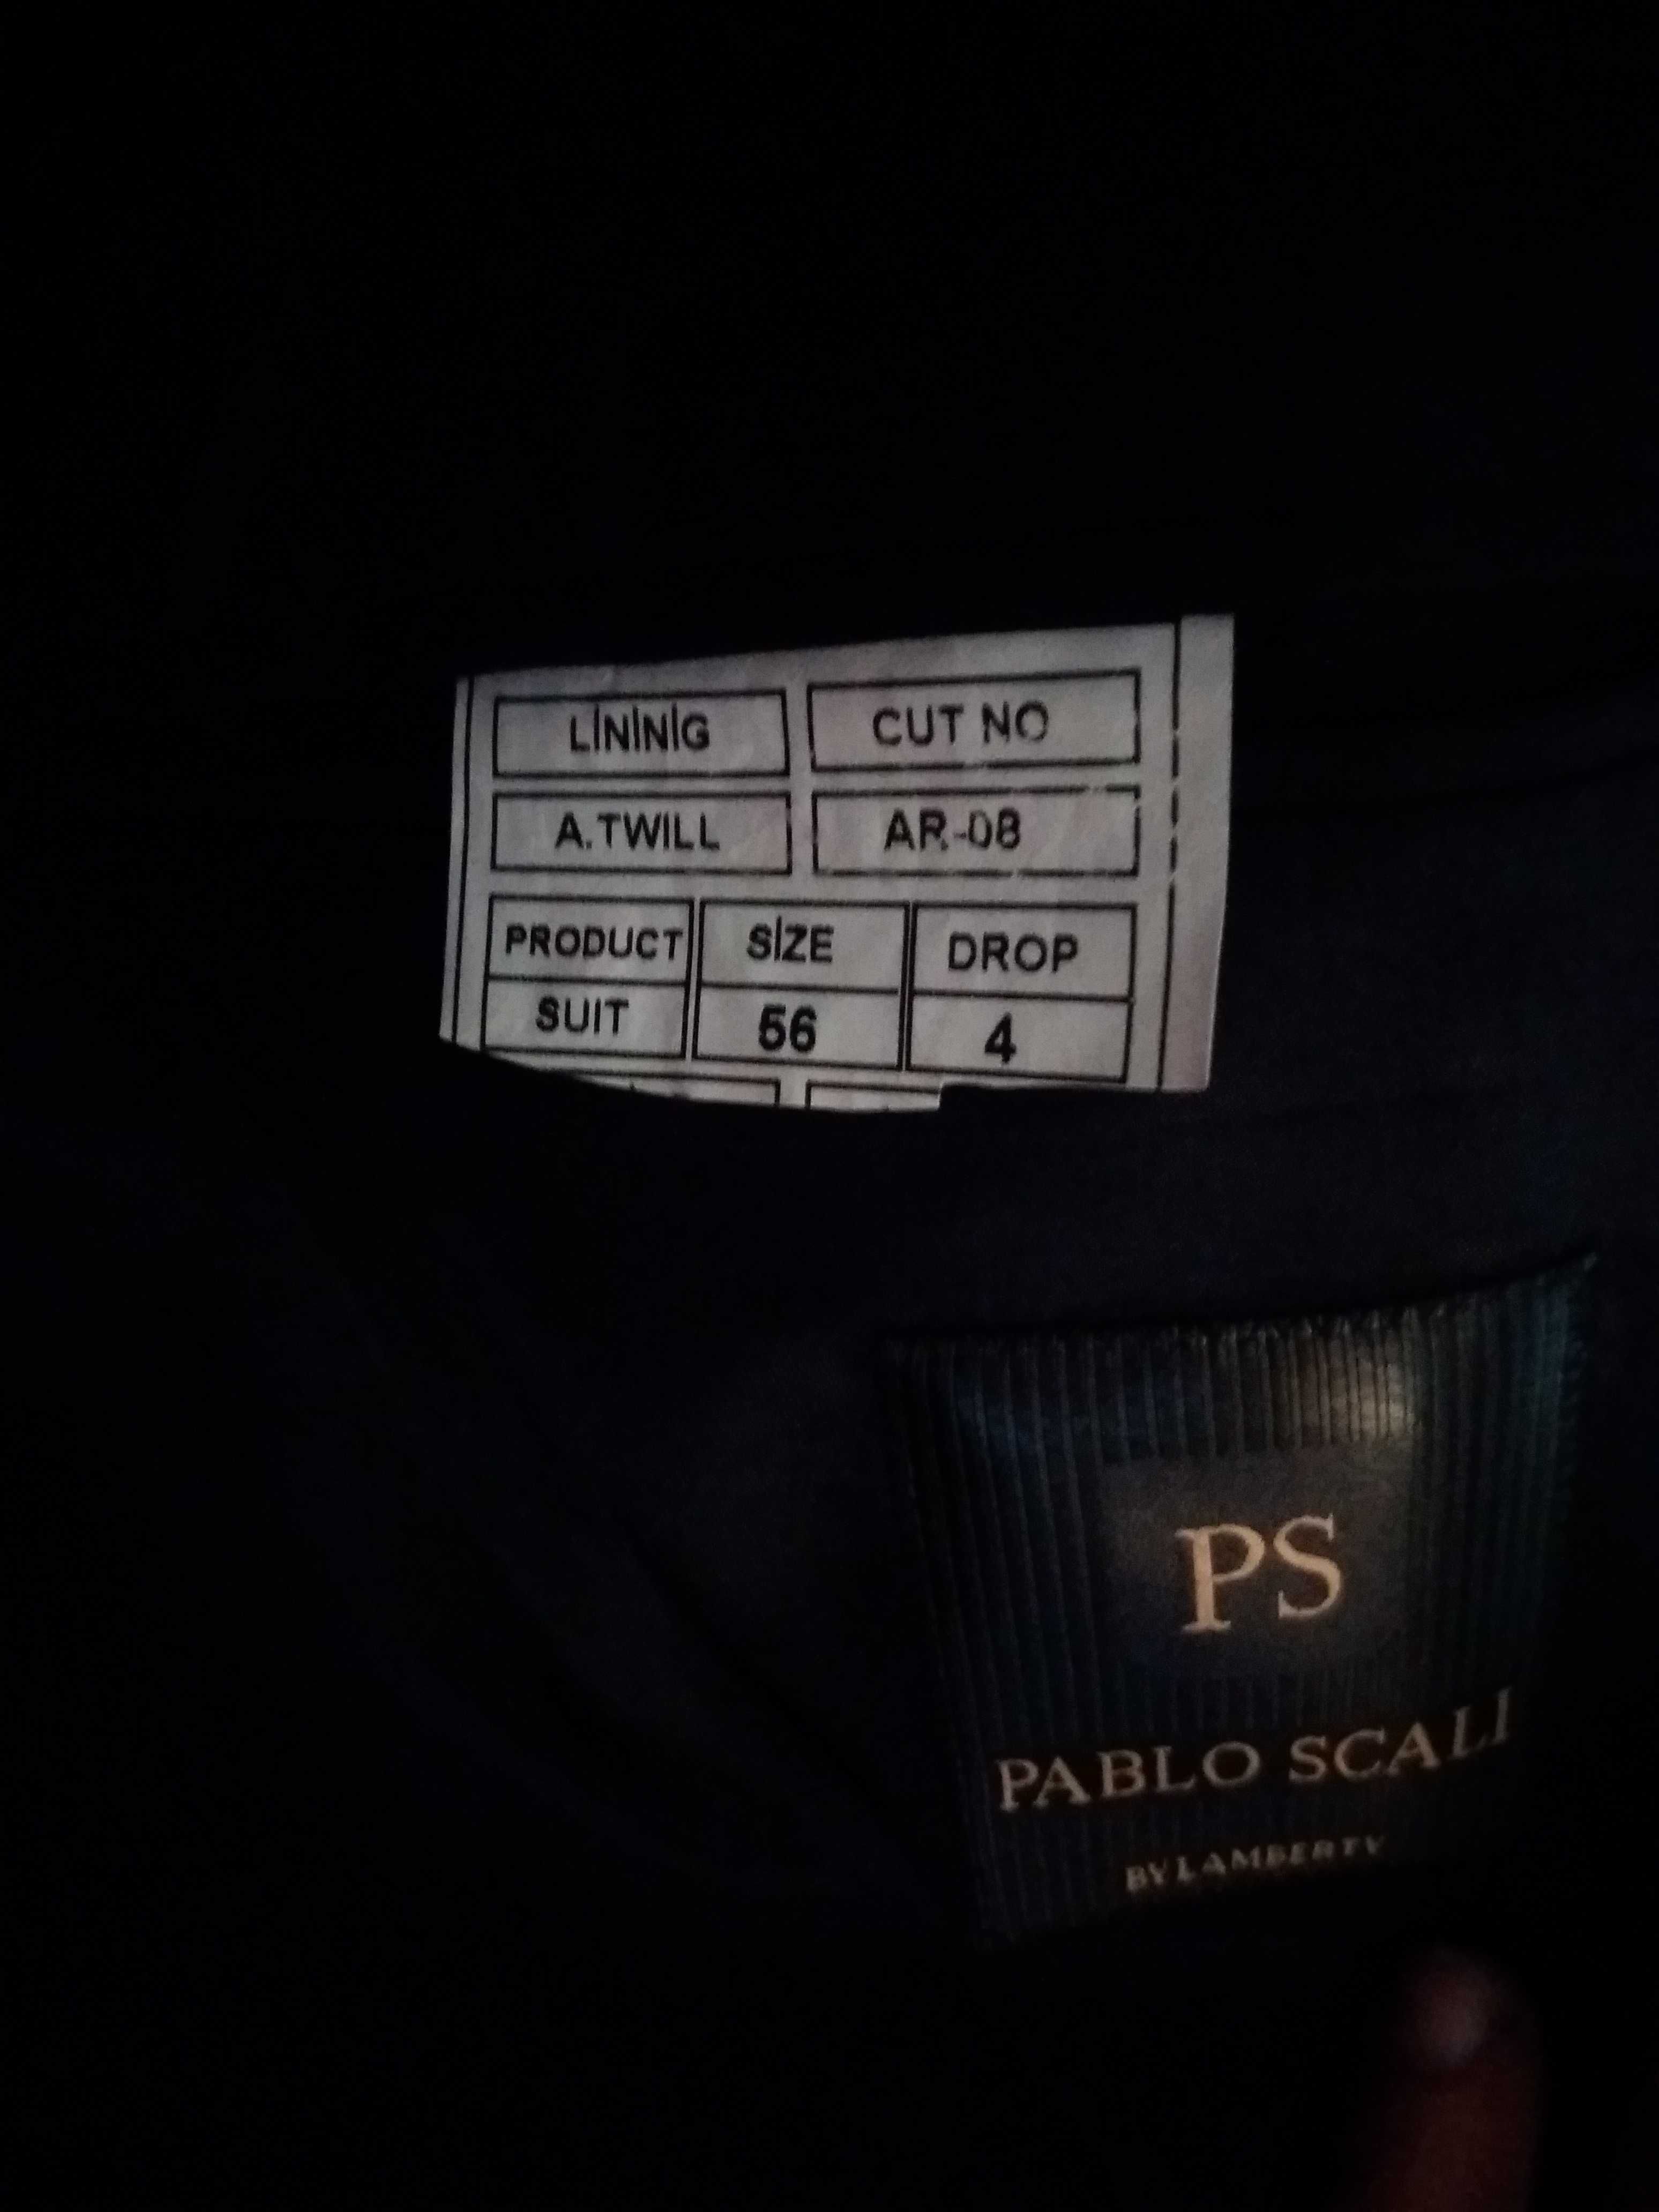 LİNİNİG CUT NO
A.TWILL AR-08
PRODUCT SİZE DROP
SUIT 56 4
PS
PABLO SCALI
BY LAMBERTY